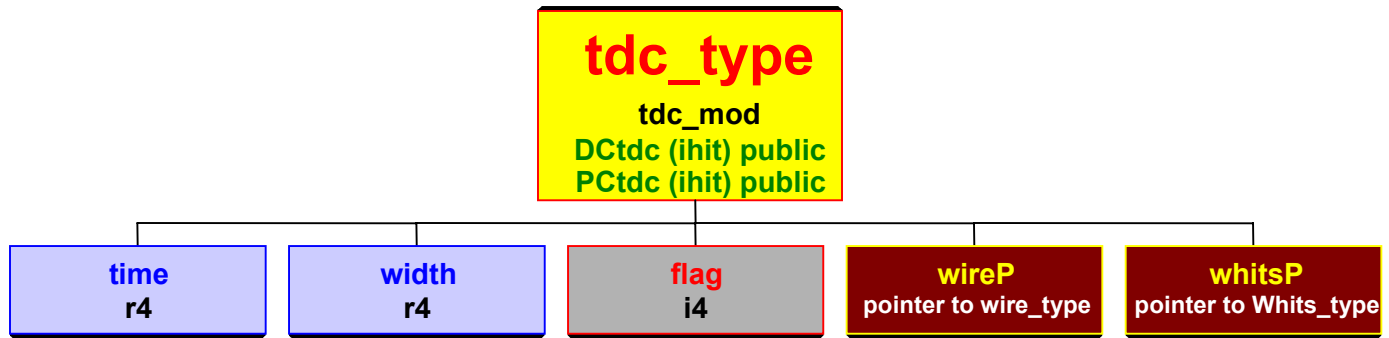 tdc_type
tdc_mod
DCtdc (ihit) public
PCtdc (ihit) public
time
r4
width
r4
flag
i4
wireP
pointer to wire_type
whitsP
pointer to Whits_type